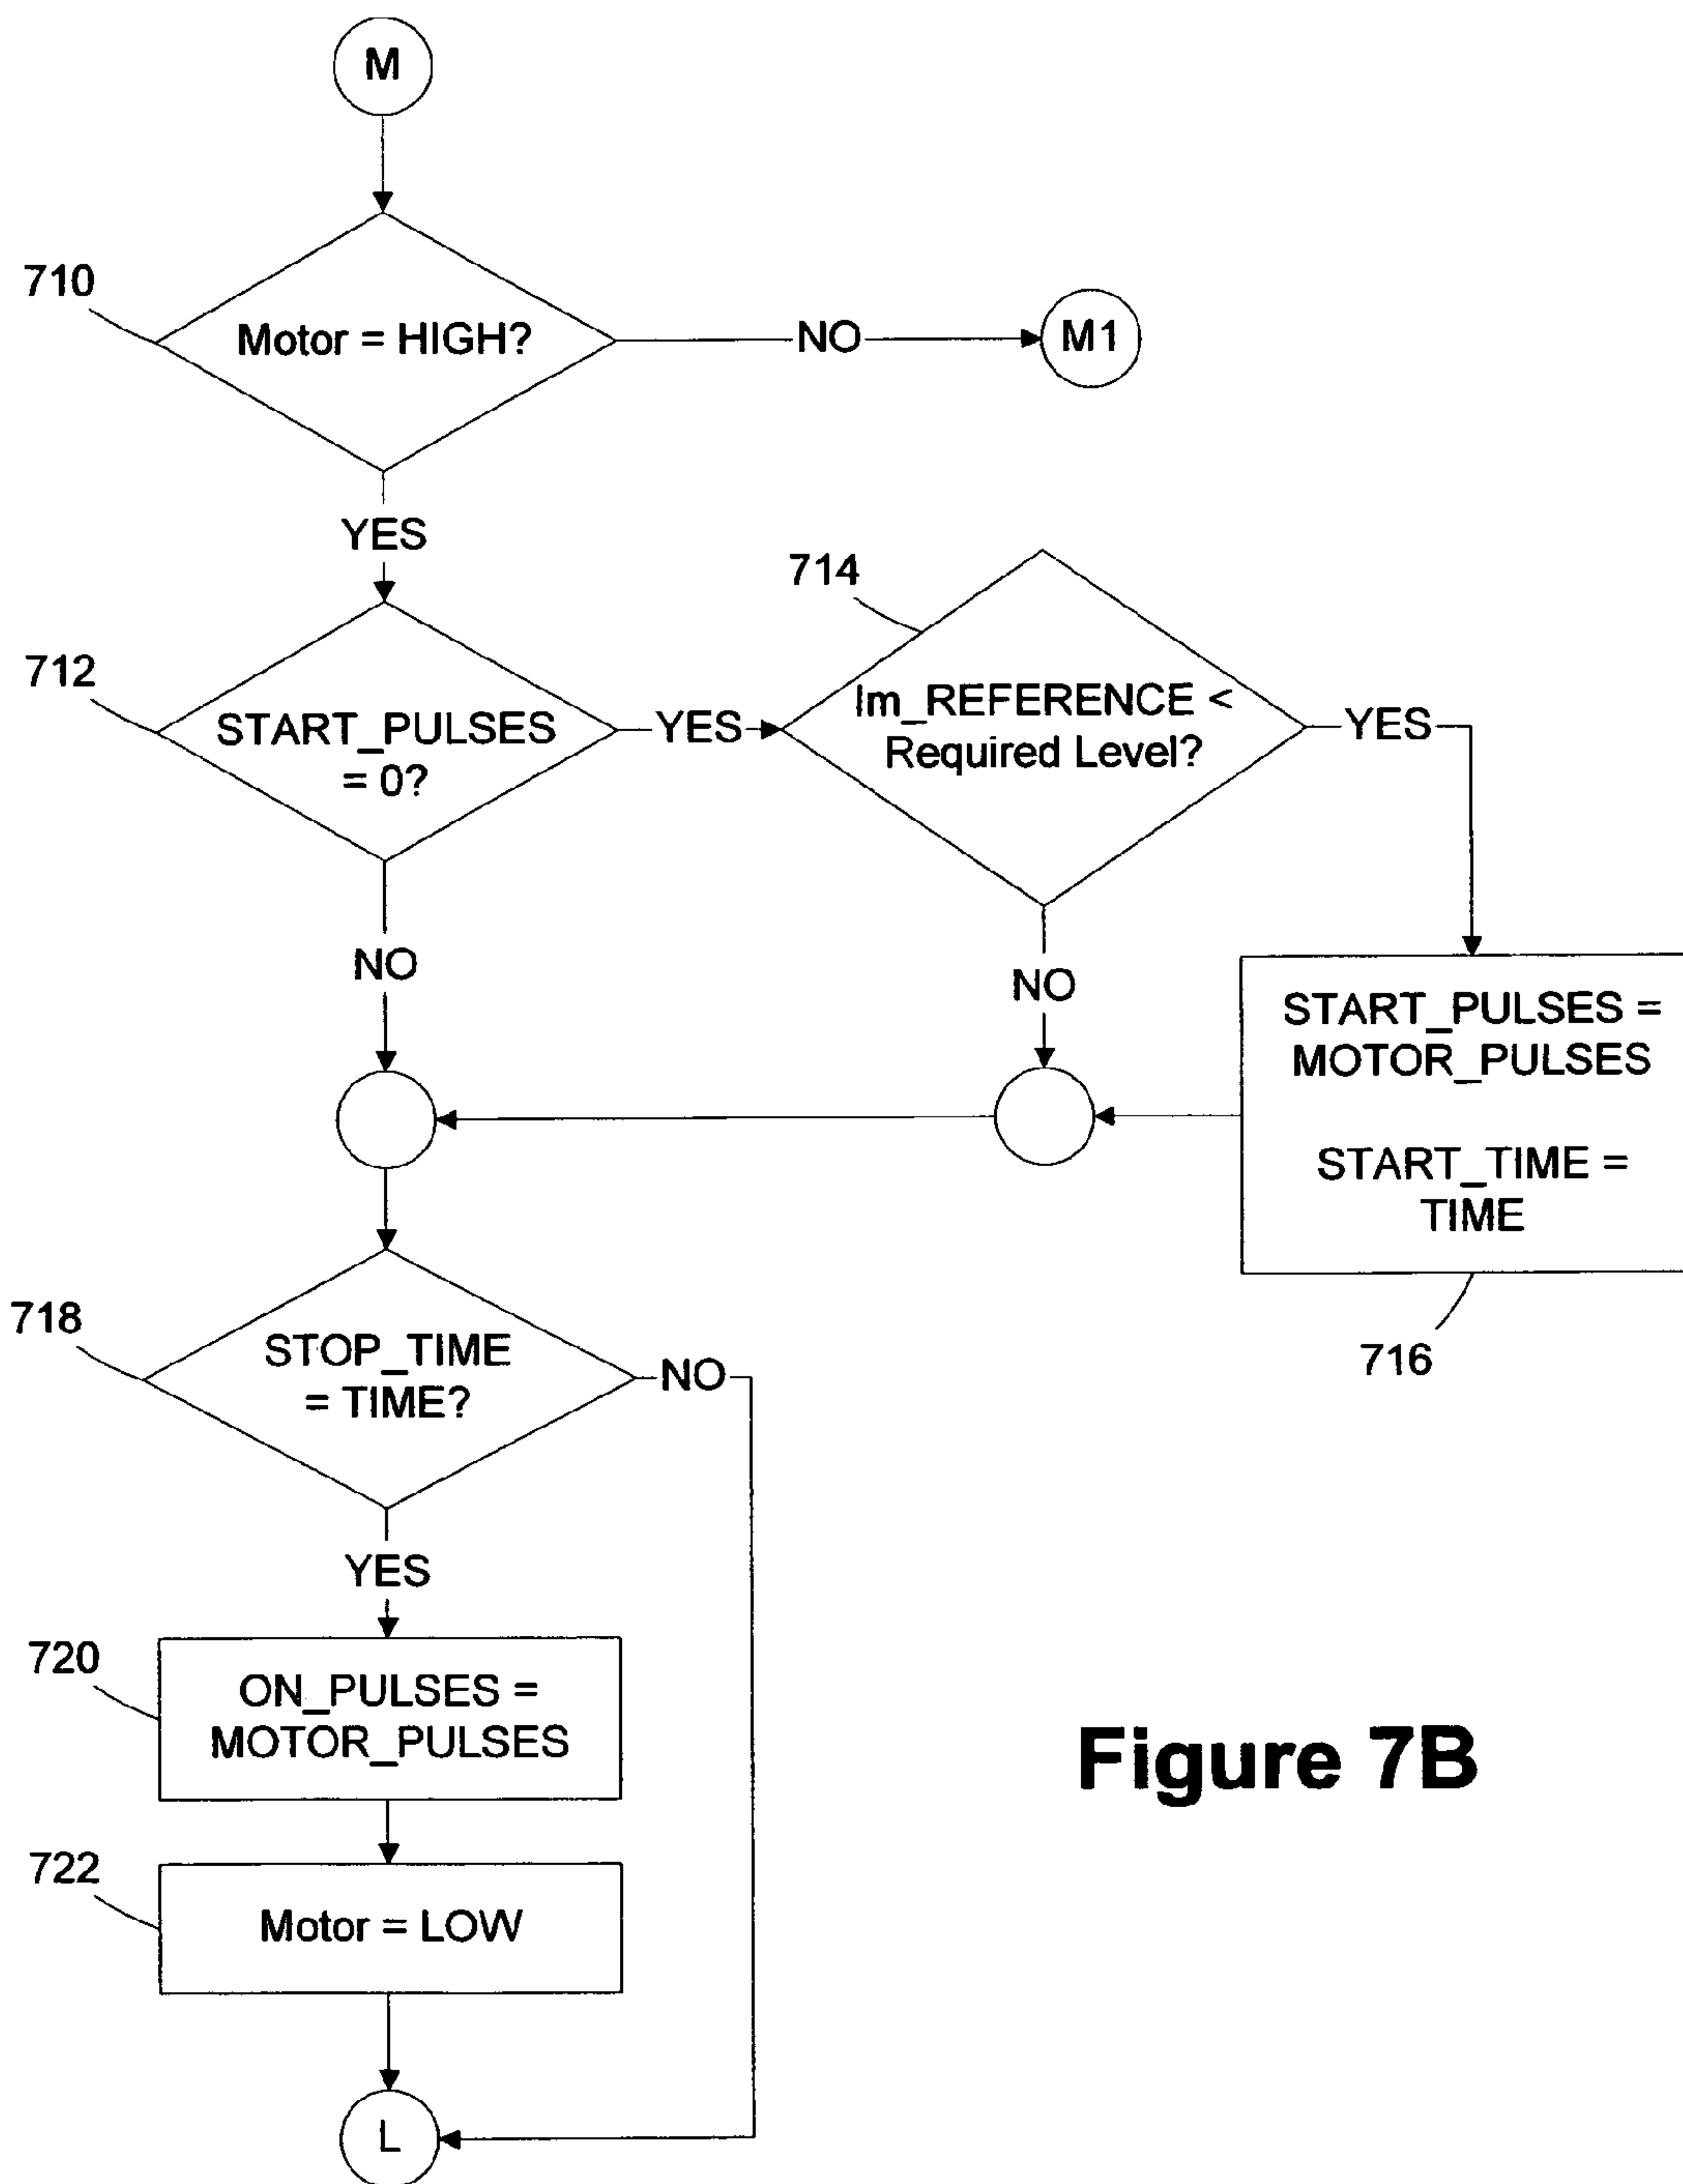 M
710
Motor = HIGH?
NO
M1
YES
714
712
START_PULSES
= 0?
YES
Im_REFERENCE <
Required Level?
YES
NO
NO
START_PULSES =
MOTOR_PULSES
START_TIME =
TIME
716
718
STOP_TIME
= TIME?
NO
YES
720
ON_PULSES =
MOTOR_PULSES
722
Motor = LOW
L
Figure 7B